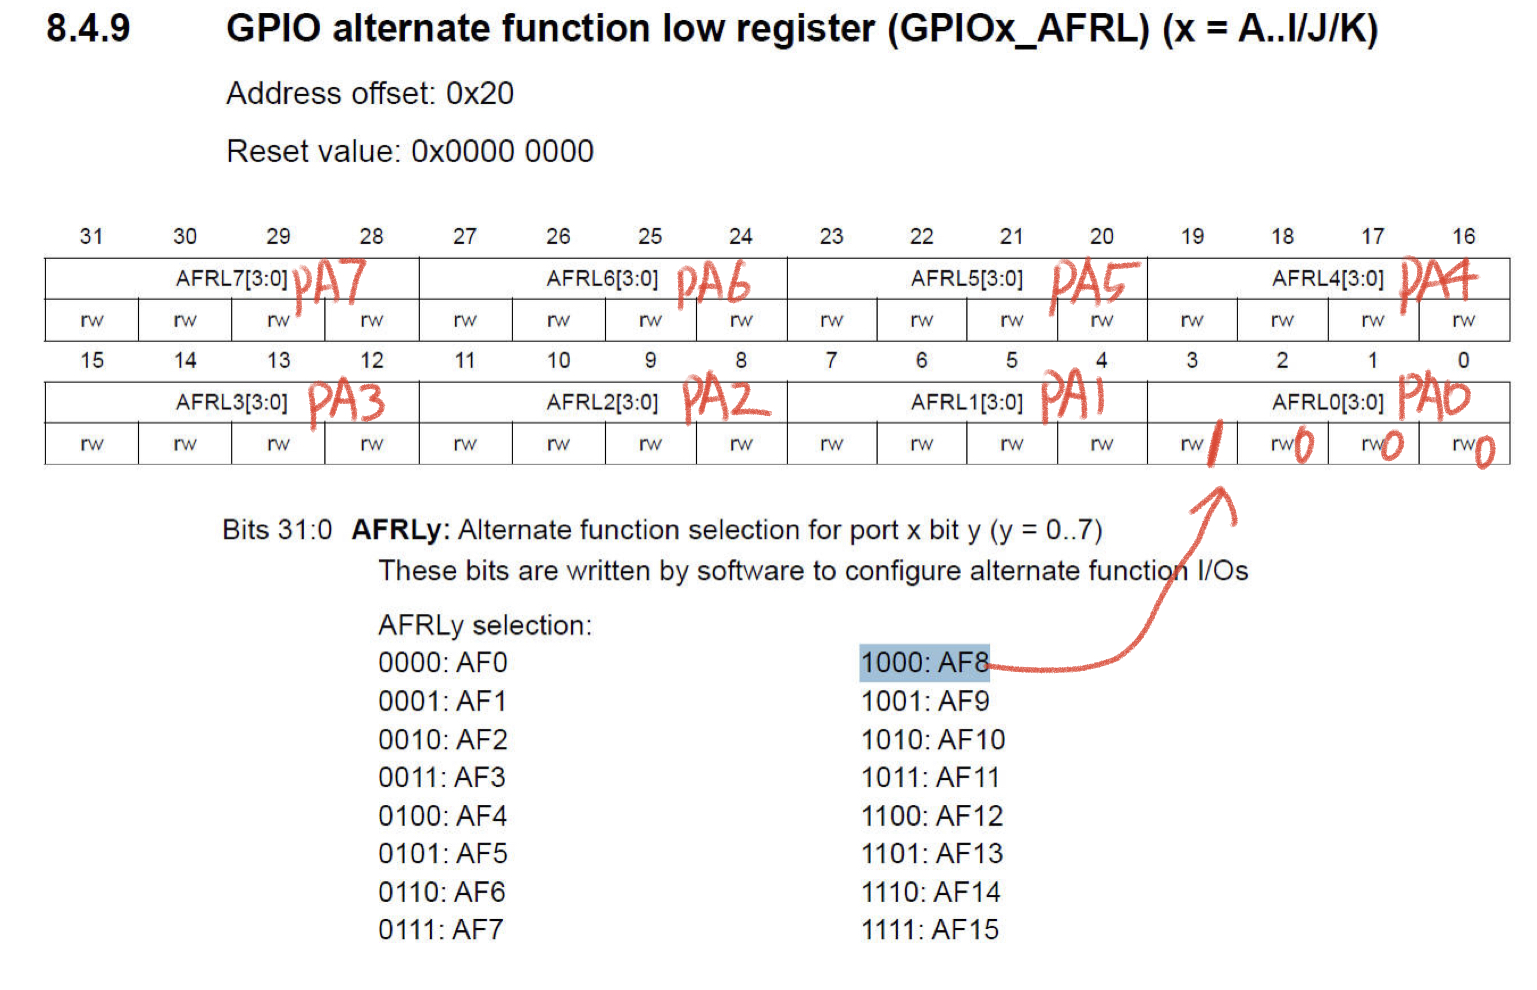 8.4.9 GPIO alternate function low register (GPIOx_AFRL) (x = A..I/J/K)
Address offset: 0x20
Reset value: 0x0000 0000
31 30 29 28 27 26 25 24 23 22 21 20 19 18 17 16
AFRL7[3:0] PA7 AFRL6[3:0] PA6 AFRL5[3:0] PA5 AFRL4[3:0] PA4
rw rw rw rw rw rw rw rw rw rw rw rw rw rw rw rw
15 14 13 12 11 10 9 8 7 6 5 4 3 2 1 0
AFRL3[3:0] PA3 AFRL2[3:0] PA2 AFRL1[3:0] PA1 AFRL0[3:0] PA0
rw rw rw rw rw rw rw rw rw rw rw rw rw 1 rw 0 rw 0 rw 0
Bits 31:0 AFRLy: Alternate function selection for port x bit y (y = 0..7)
These bits are written by software to configure alternate function I/Os
AFRLy selection:
0000: AF0 1000: AF8
0001: AF1 1001: AF9
0010: AF2 1010: AF10
0011: AF3 1011: AF11
0100: AF4 1100: AF12
0101: AF5 1101: AF13
0110: AF6 1110: AF14
0111: AF7 1111: AF15